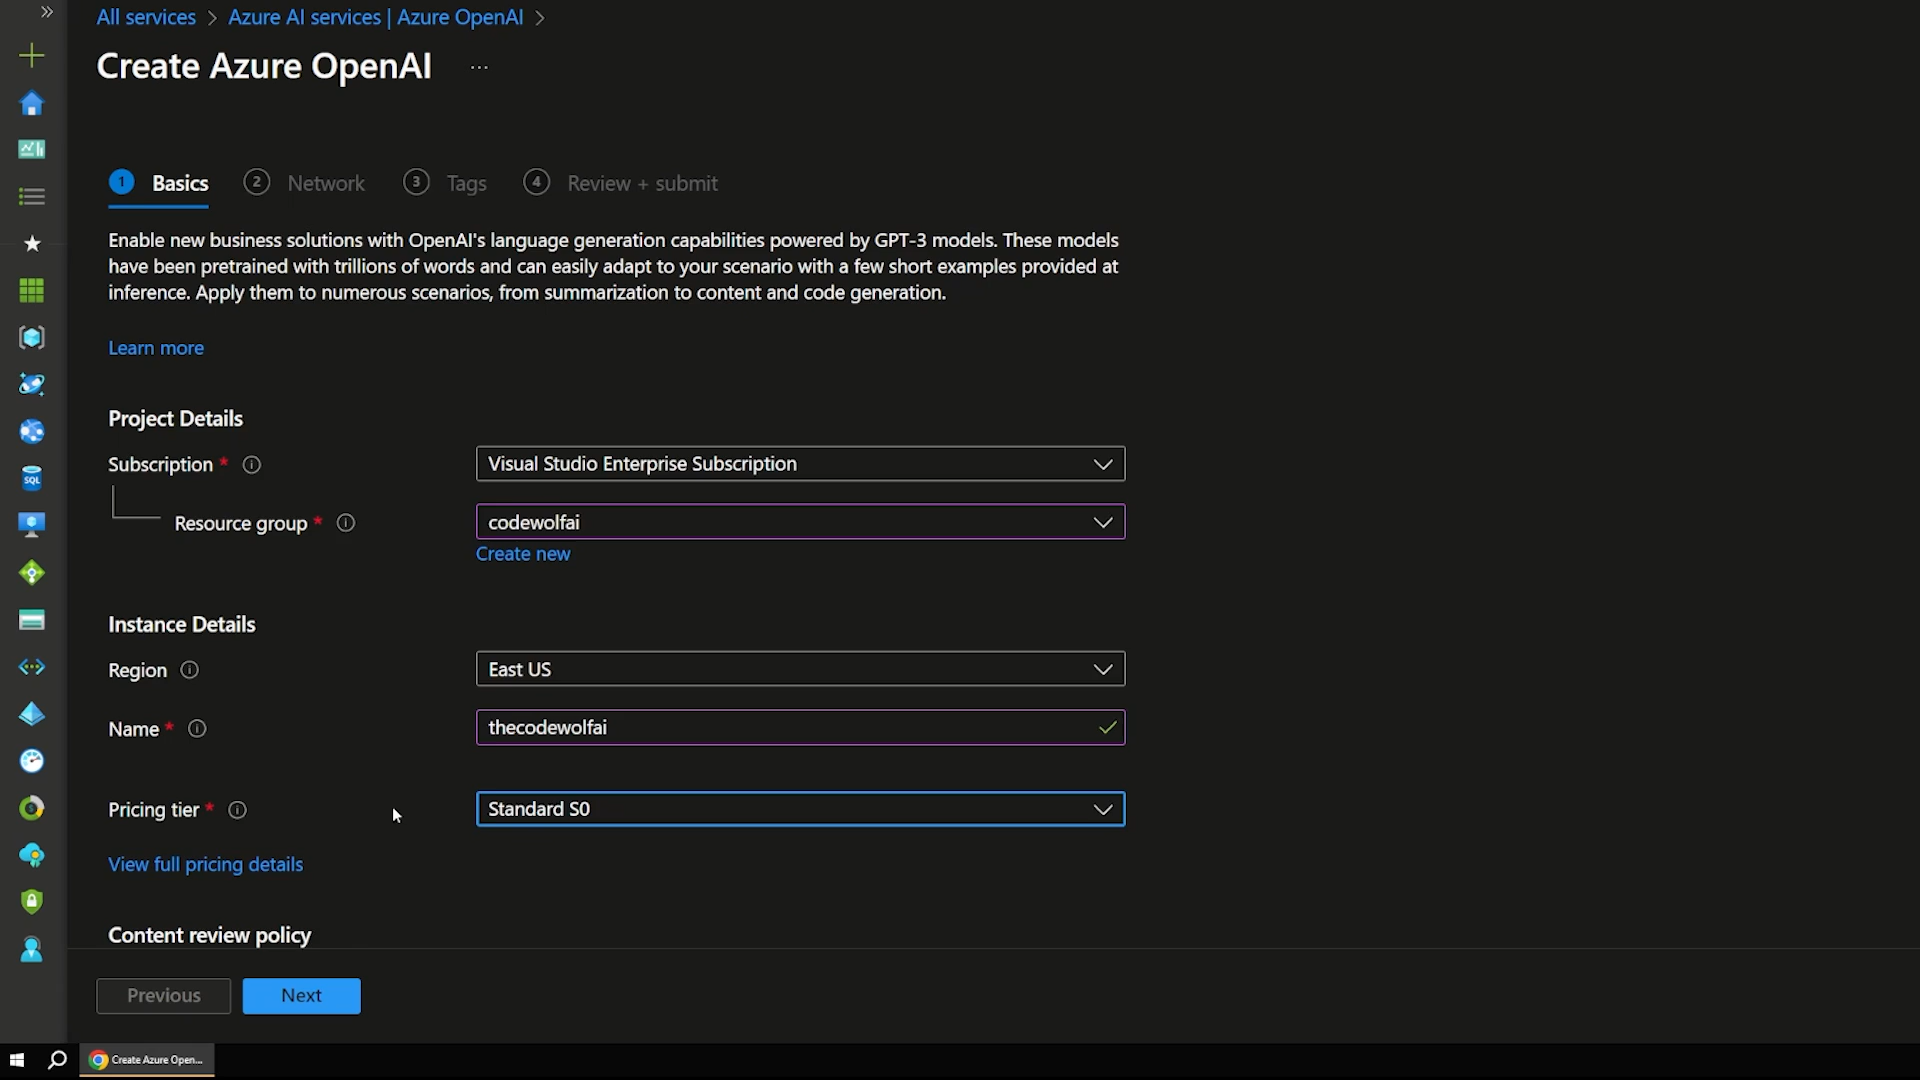 All services > Azure AI services | Azure OpenAI >
Create Azure OpenAI ...
1 Basics 2 Network 3 Tags 4 Review + submit
Enable new business solutions with OpenAI's language generation capabilities powered by GPT-3 models. These models
have been pretrained with trillions of words and can easily adapt to your scenario with a few short examples provided at
inference. Apply them to numerous scenarios, from summarization to content and code generation.
Learn more
Project Details
Subscription * Visual Studio Enterprise Subscription
Resource group * codewolfai
Create new
Instance Details
Region East US
Name * thecodewolfai
Pricing tier * Standard S0
View full pricing details
Content review policy
Previous Next
SQL
Create Azure Open...